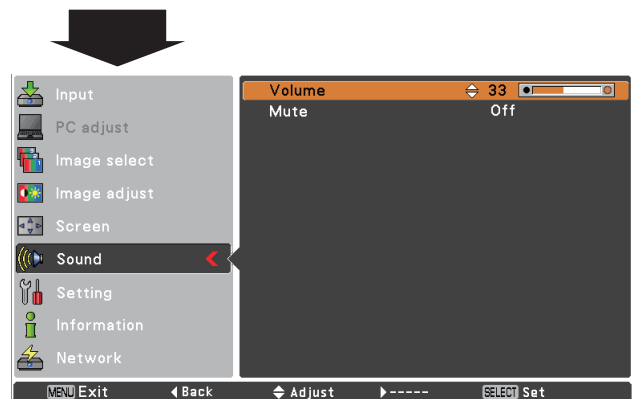 Input
PC adjust
Image select
Image adjust
Screen
Sound
Setting
Information
Network
Volume 33
Mute Off
MENU Exit Back Adjust ----- SELECT Set